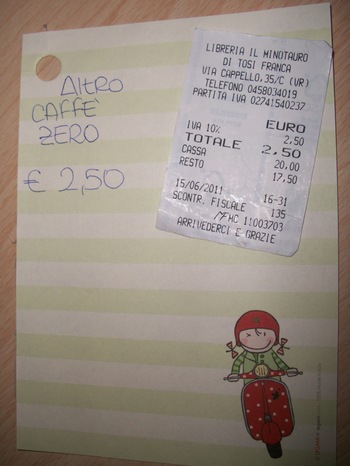 Altro
CAFFÈ
ZERO
€ 2,50
LIBRERIA IL MINOTAURO
DI TOSI FRANCA
VIA CAPPELLO,35/C (VR)
TELEFONO 0458034019
PARTITA IVA 02741540237
EURO
IVA 10% 2,50
TOTALE 2,50
CASSA 20,00
RESTO 17,50
15/06/2011 16-31
SCONTR. FISCALE 135
MF HC 11003703
ARRIVEDERCI E GRAZIE